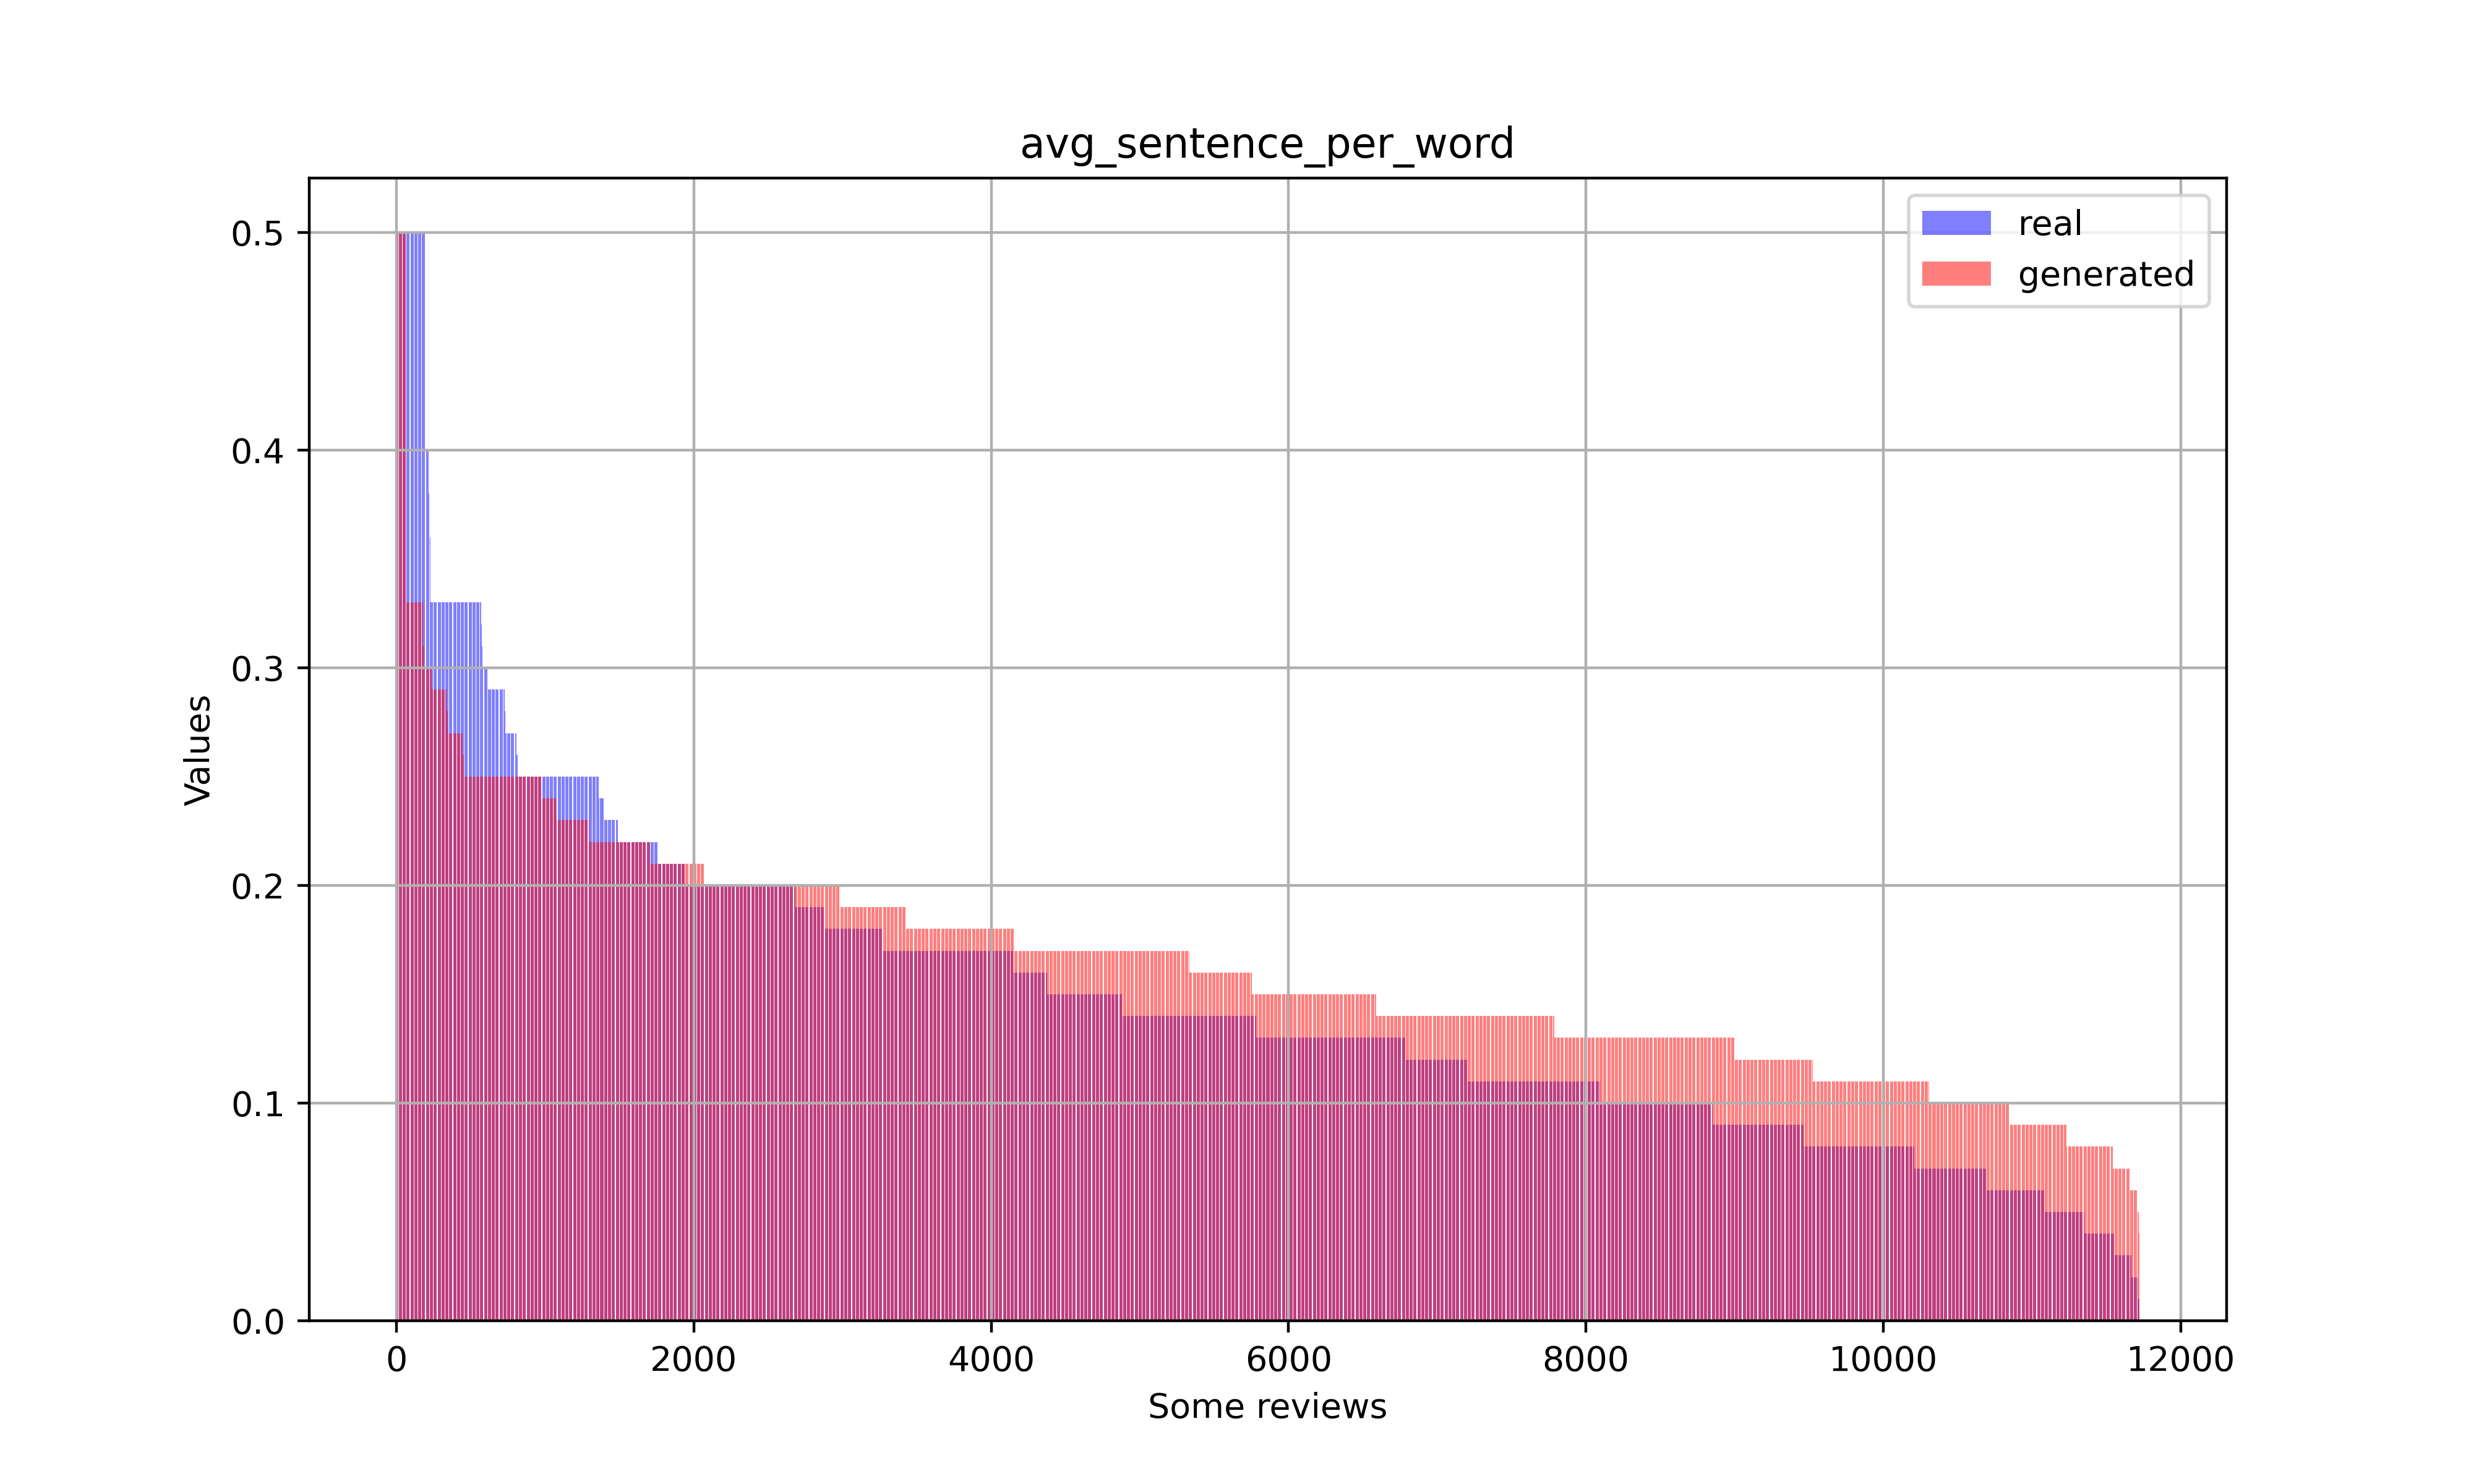 avg_sentence_per_word
real
generated
0.5
0.4
0.3
0.2
0.1
0.0
Values
0 2000 4000 6000 8000 10000 12000
Some reviews